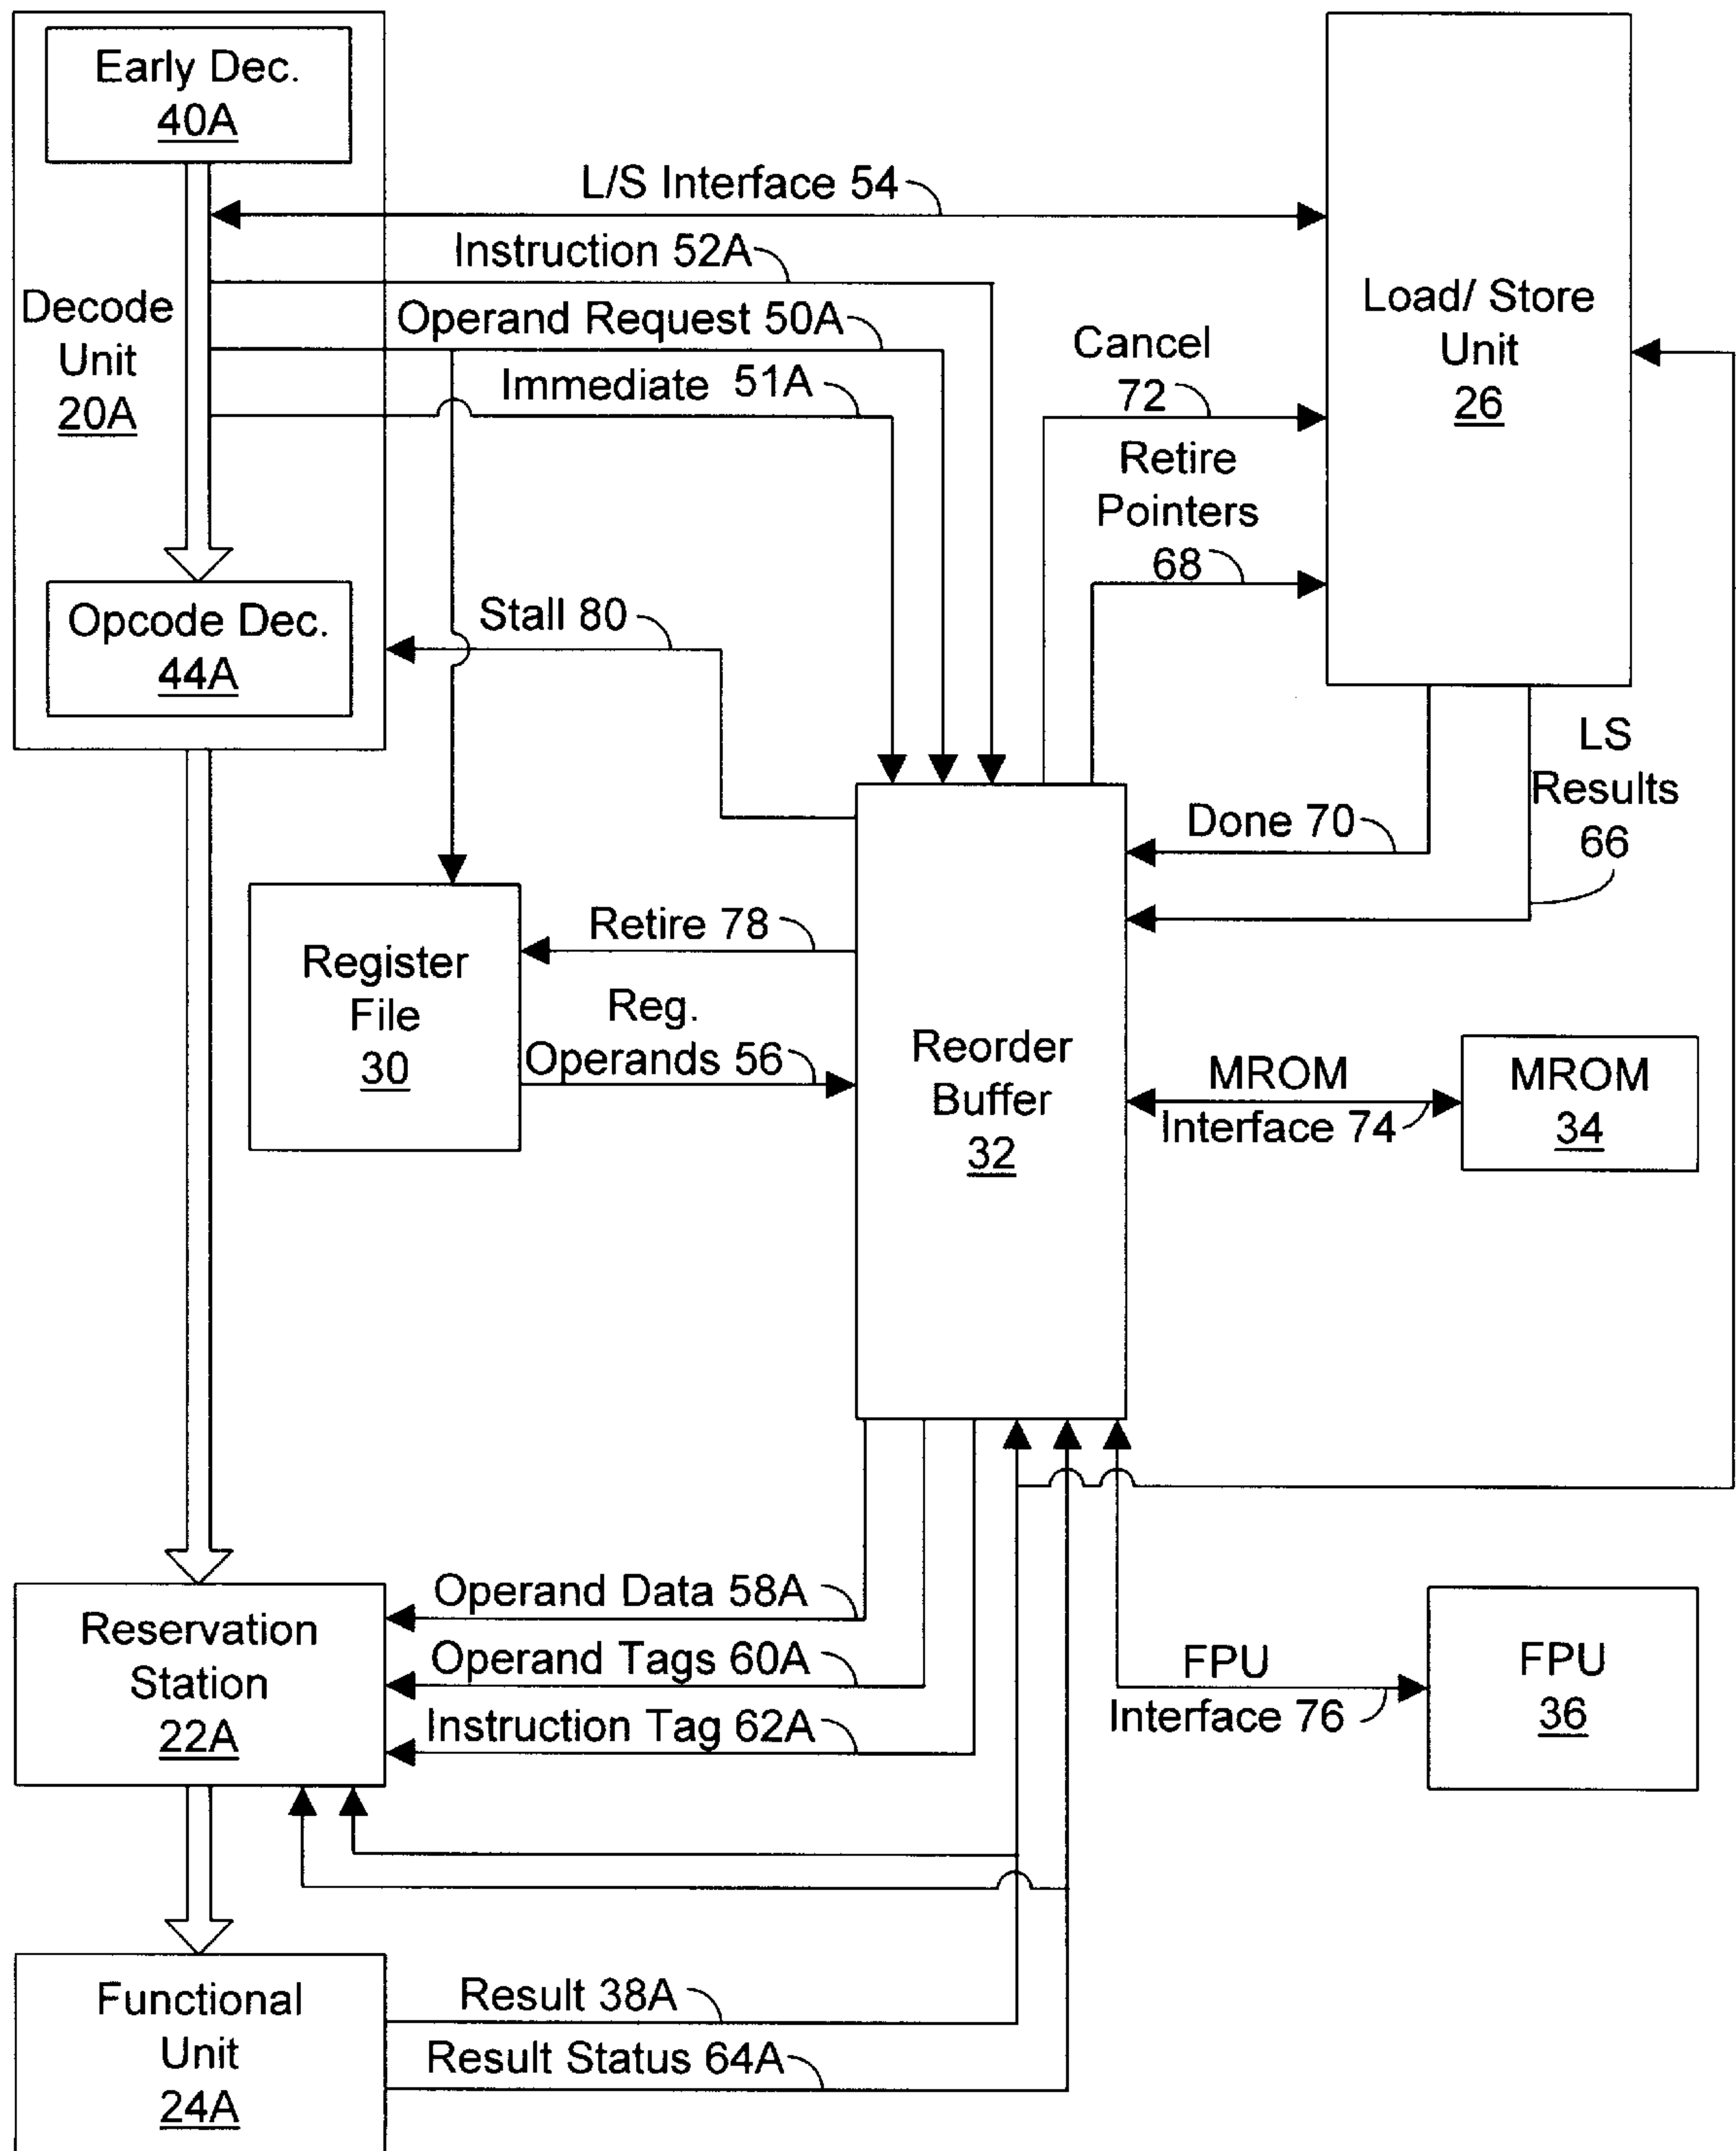 Early Dec.
40A
L/S Interface 54
Instruction 52A
Decode
Unit
20A
Operand Request 50A
Immediate 51A
Load/ Store
Unit
26
Cancel
72
Retire
Pointers
68
Opcode Dec.
44A
Stall 80
LS
Results
66
Done 70
Register
File
30
Retire 78
Reg.
Operands 56
Reorder
Buffer
32
MROM
Interface 74
MROM
34
Reservation
Station
22A
Operand Data 58A
Operand Tags 60A
Instruction Tag 62A
FPU
Interface 76
FPU
36
Functional
Unit
24A
Result 38A
Result Status 64A